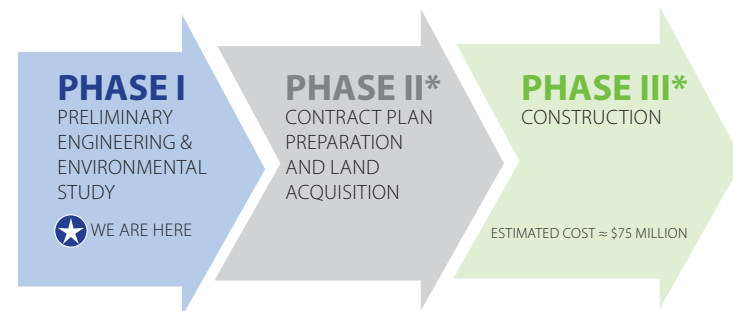 PHASE I
PRELIMINARY
ENGINEERING &
ENVIRONMENTAL
STUDY
WE ARE HERE
PHASE II*
CONTRACT PLAN
PREPARATION
AND LAND
ACQUISITION
PHASE III*
CONSTRUCTION
ESTIMATED COST ≈ $75 MILLION